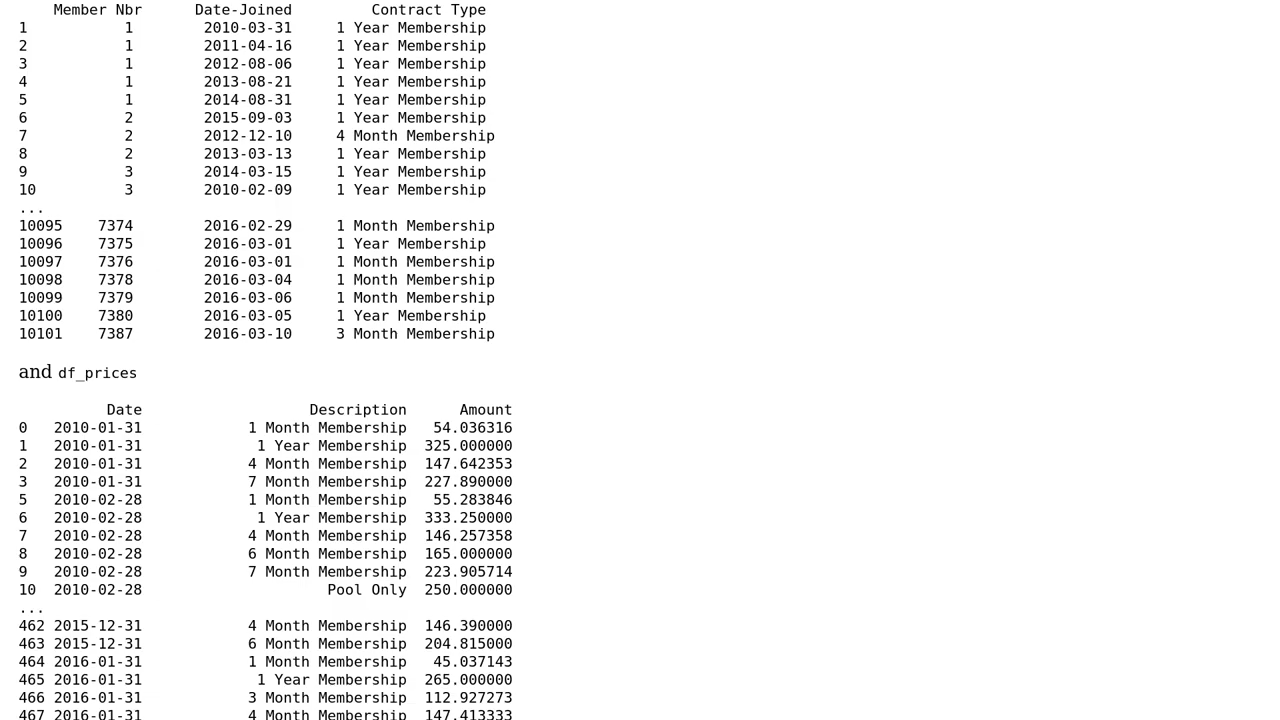 Member Nbr Date-Joined Contract Type
1 1 2010-03-31 1 Year Membership
2 1 2011-04-16 1 Year Membership
3 1 2012-08-06 1 Year Membership
4 1 2013-08-21 1 Year Membership
5 1 2014-08-31 1 Year Membership
6 2 2015-09-03 1 Year Membership
7 2 2012-12-10 4 Month Membership
8 2 2013-03-13 1 Year Membership
9 3 2014-03-15 1 Year Membership
10 3 2010-02-09 1 Year Membership
...
10095 7374 2016-02-29 1 Month Membership
10096 7375 2016-03-01 1 Year Membership
10097 7376 2016-03-01 1 Month Membership
10098 7378 2016-03-04 1 Month Membership
10099 7379 2016-03-06 1 Month Membership
10100 7380 2016-03-05 1 Year Membership
10101 7387 2016-03-10 3 Month Membership
and df_prices
Date Description Amount
0 2010-01-31 1 Month Membership 54.036316
1 2010-01-31 1 Year Membership 325.000000
2 2010-01-31 4 Month Membership 147.642353
3 2010-01-31 7 Month Membership 227.890000
5 2010-02-28 1 Month Membership 55.283846
6 2010-02-28 1 Year Membership 333.250000
7 2010-02-28 4 Month Membership 146.257358
8 2010-02-28 6 Month Membership 165.000000
9 2010-02-28 7 Month Membership 223.905714
10 2010-02-28 Pool Only 250.000000
...
462 2015-12-31 4 Month Membership 146.390000
463 2015-12-31 6 Month Membership 204.815000
464 2016-01-31 1 Month Membership 45.037143
465 2016-01-31 1 Year Membership 265.000000
466 2016-01-31 3 Month Membership 112.927273
467 2016-01-31 4 Month Membership 147.413333